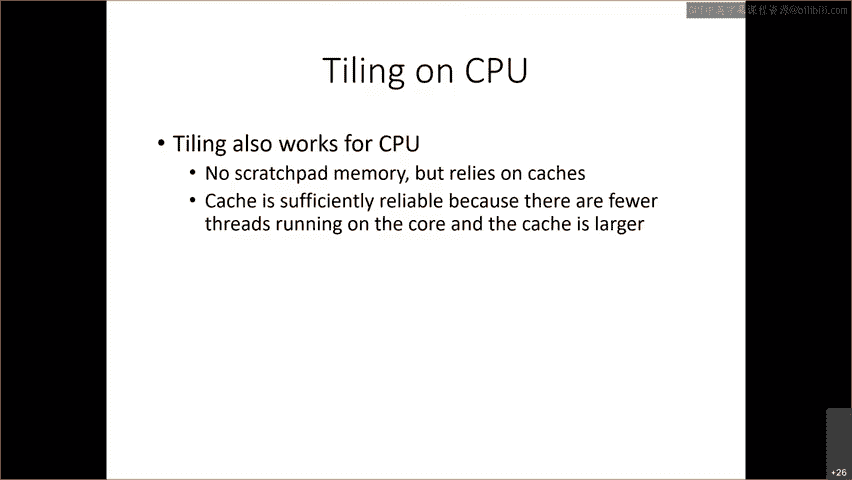 Tiling on CPU
• Tiling also works for CPU
• No scratchpad memory, but relies on caches
• Cache is sufficiently reliable because there are fewer
threads running on the core and the cache is larger
+26